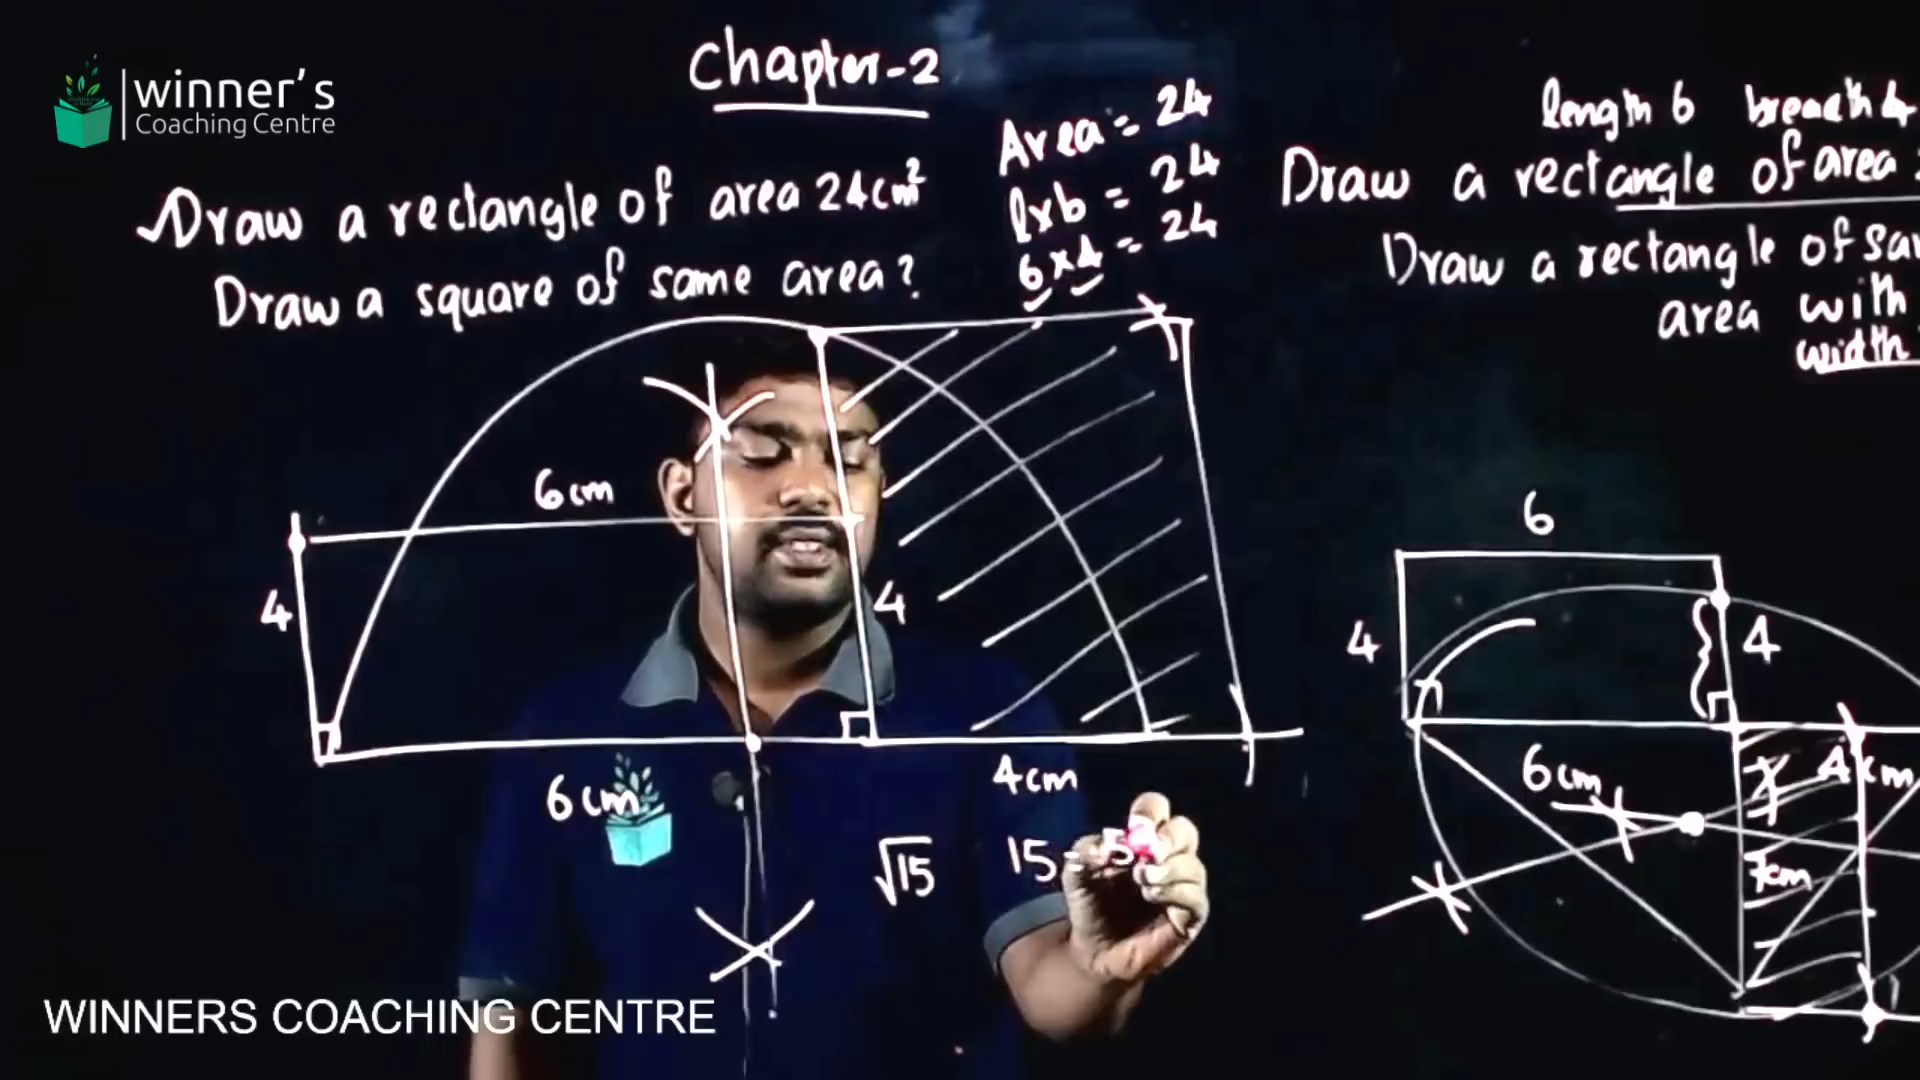 winner's
Coaching Centre
Chapter-2
Draw a rectangle of area 24cm²
Draw a square of same area?
Area = 24
l×b = 24
6×4 = 24
length 6 breath 4
Draw a rectangle of area
Draw a rectangle of
area with
width
6cm
4
4
6cm
4cm
√15
15 =
6
4
4
6cm
4cm
7cm
WINNERS COACHING CENTRE